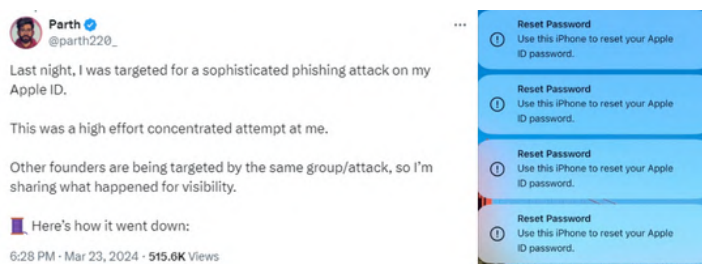 Parth
@parth220_
Last night, I was targeted for a sophisticated phishing attack on my
Apple ID.
This was a high effort concentrated attempt at me.
Other founders are being targeted by the same group/attack, so I'm
sharing what happened for visibility.
Here's how it went down:
6:28 PM · Mar 23, 2024 · 515.6K Views
Reset Password
Use this iPhone to reset your Apple
ID password.
Reset Password
Use this iPhone to reset your Apple
ID password.
Reset Password
Use this iPhone to reset your Apple
ID password.
Reset Password
Use this iPhone to reset your Apple
ID password.